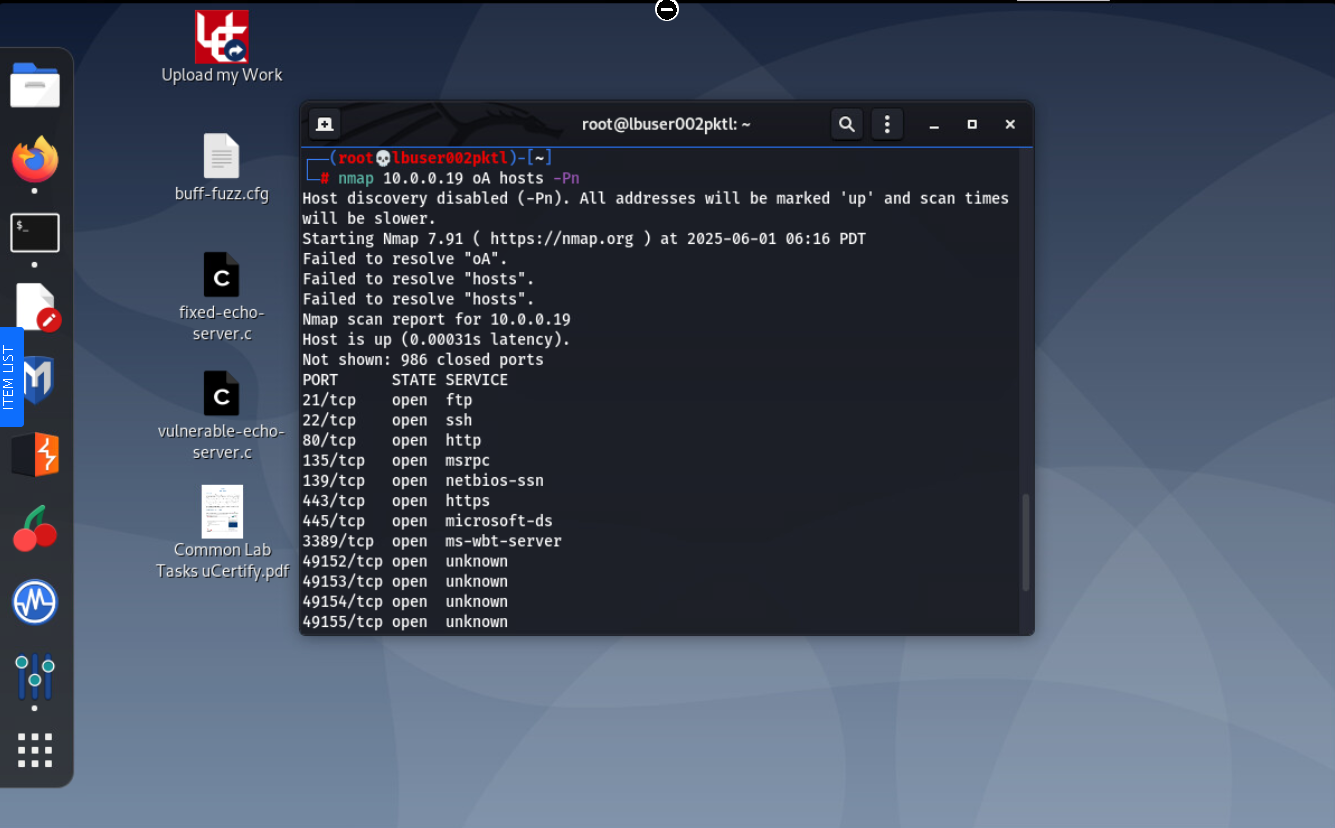 Upload my Work
buff-fuzz.cfg
fixed-echo-
server.c
vulnerable-echo-
server.c
Common Lab
Tasks uCertify.pdf
ITEM LIST
root@lbuser002pktl: ~
┌──(root💀lbuser002pktl)-[~]
└─# nmap 10.0.0.19 oA hosts -Pn
Host discovery disabled (-Pn). All addresses will be marked 'up' and scan times
will be slower.
Starting Nmap 7.91 ( https://nmap.org ) at 2025-06-01 06:16 PDT
Failed to resolve "oA".
Failed to resolve "hosts".
Failed to resolve "hosts".
Nmap scan report for 10.0.0.19
Host is up (0.00031s latency).
Not shown: 986 closed ports
PORT      STATE SERVICE
21/tcp    open  ftp
22/tcp    open  ssh
80/tcp    open  http
135/tcp   open  msrpc
139/tcp   open  netbios-ssn
443/tcp   open  https
445/tcp   open  microsoft-ds
3389/tcp  open  ms-wbt-server
49152/tcp open  unknown
49153/tcp open  unknown
49154/tcp open  unknown
49155/tcp open  unknown